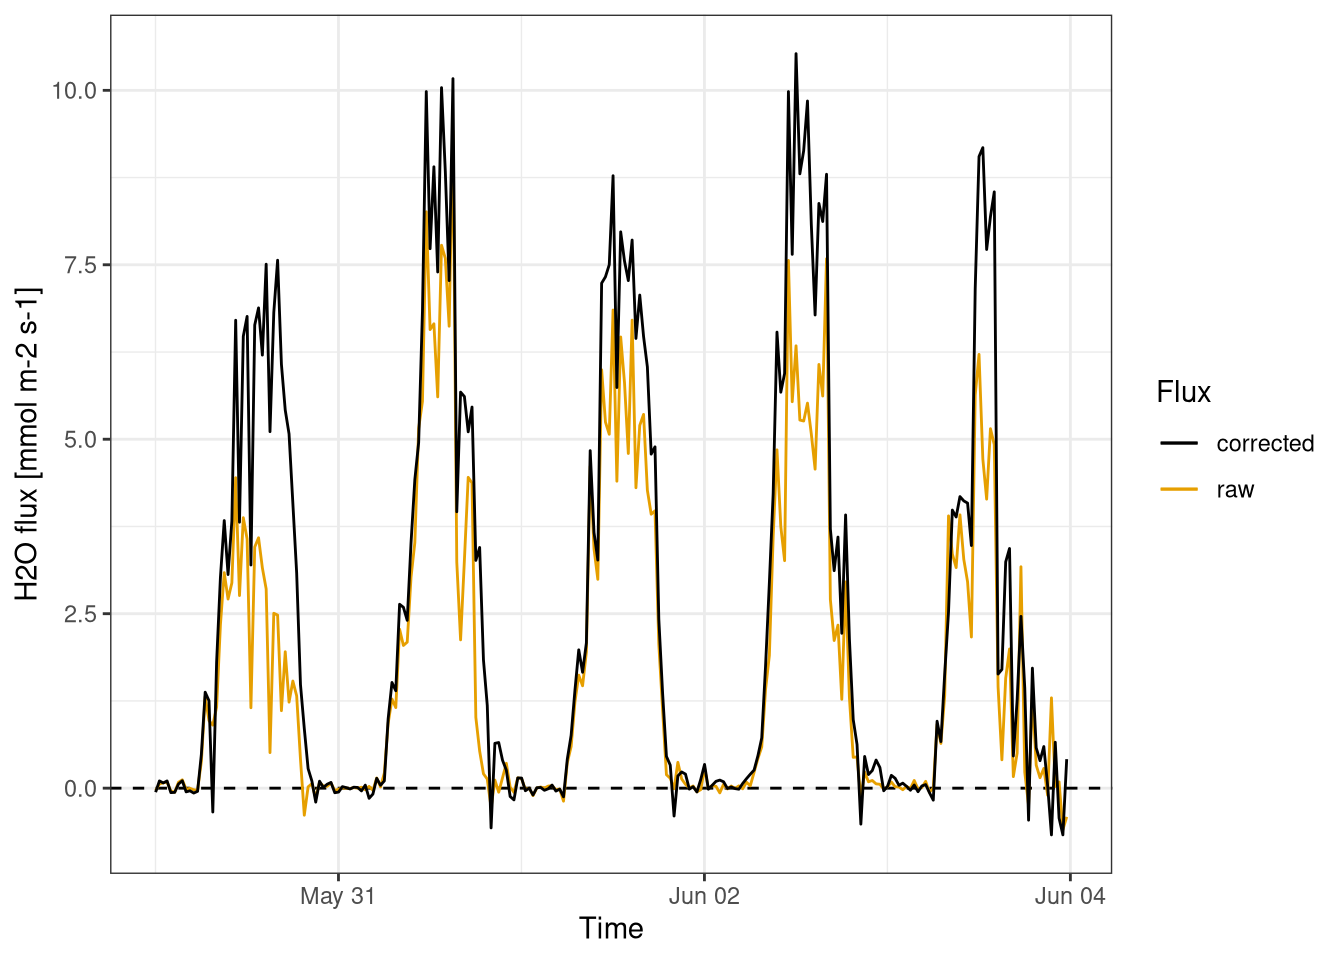 H2O flux [mmol m-2 s-1]
10.0
7.5
5.0
2.5
0.0
May 31
Jun 02
Jun 04
Time
Flux
corrected
raw